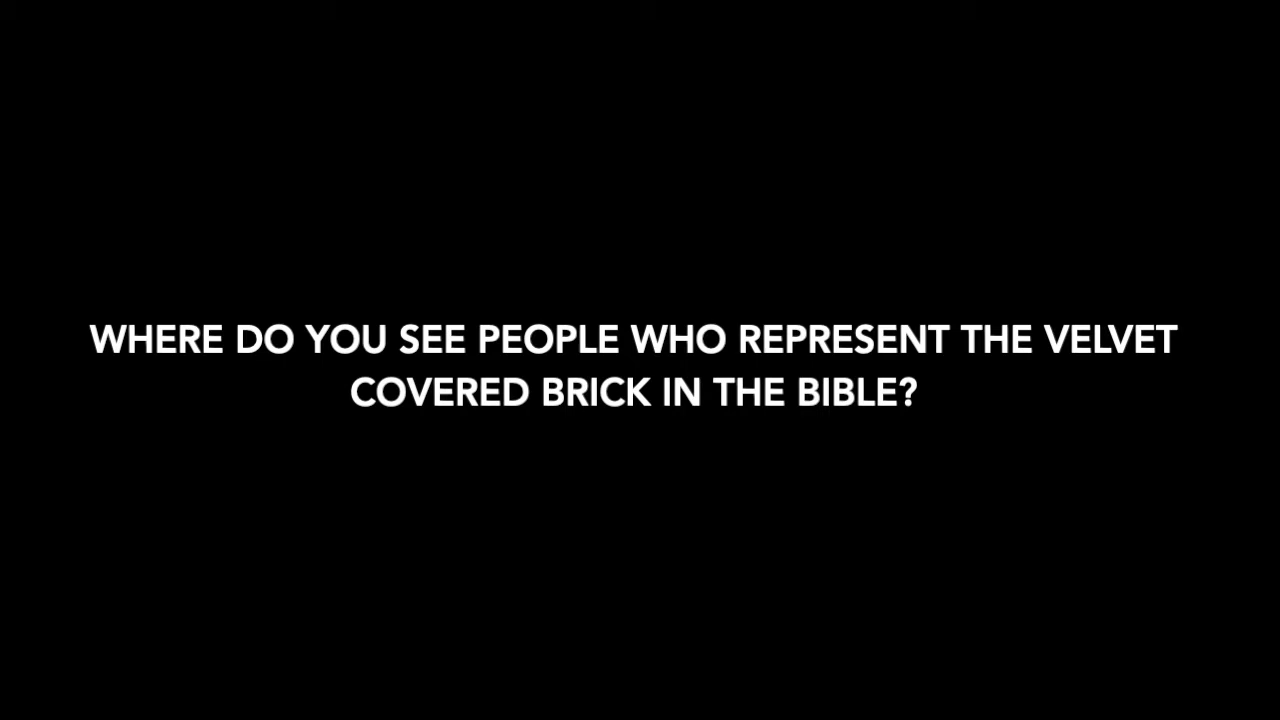 WHERE DO YOU SEE PEOPLE WHO REPRESENT THE VELVET
COVERED BRICK IN THE BIBLE?